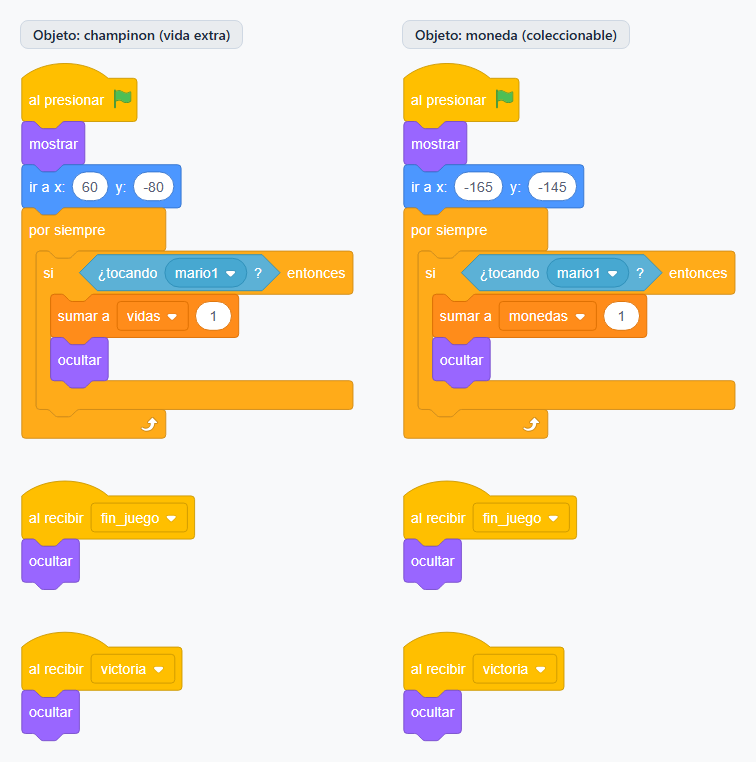 Objeto: champinon (vida extra)
al presionar
mostrar
ir a x: 60 y: -80
por siempre
si ¿tocando mario1 ? entonces
sumar a vidas 1
ocultar
al recibir fin_juego
ocultar
al recibir victoria
ocultar
Objeto: moneda (coleccionable)
al presionar
mostrar
ir a x: -165 y: -145
por siempre
si ¿tocando mario1 ? entonces
sumar a monedas 1
ocultar
al recibir fin_juego
ocultar
al recibir victoria
ocultar